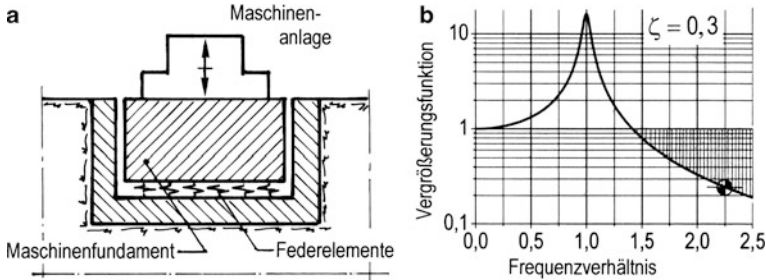 a
Maschinen-
anlage
Maschinenfundament
Federelemente
b
Vergrößerungsfunktion
10
1
0,1
ζ = 0,3
0,0 0,5 1,0 1,5 2,0 2,5
Frequenzverhältnis